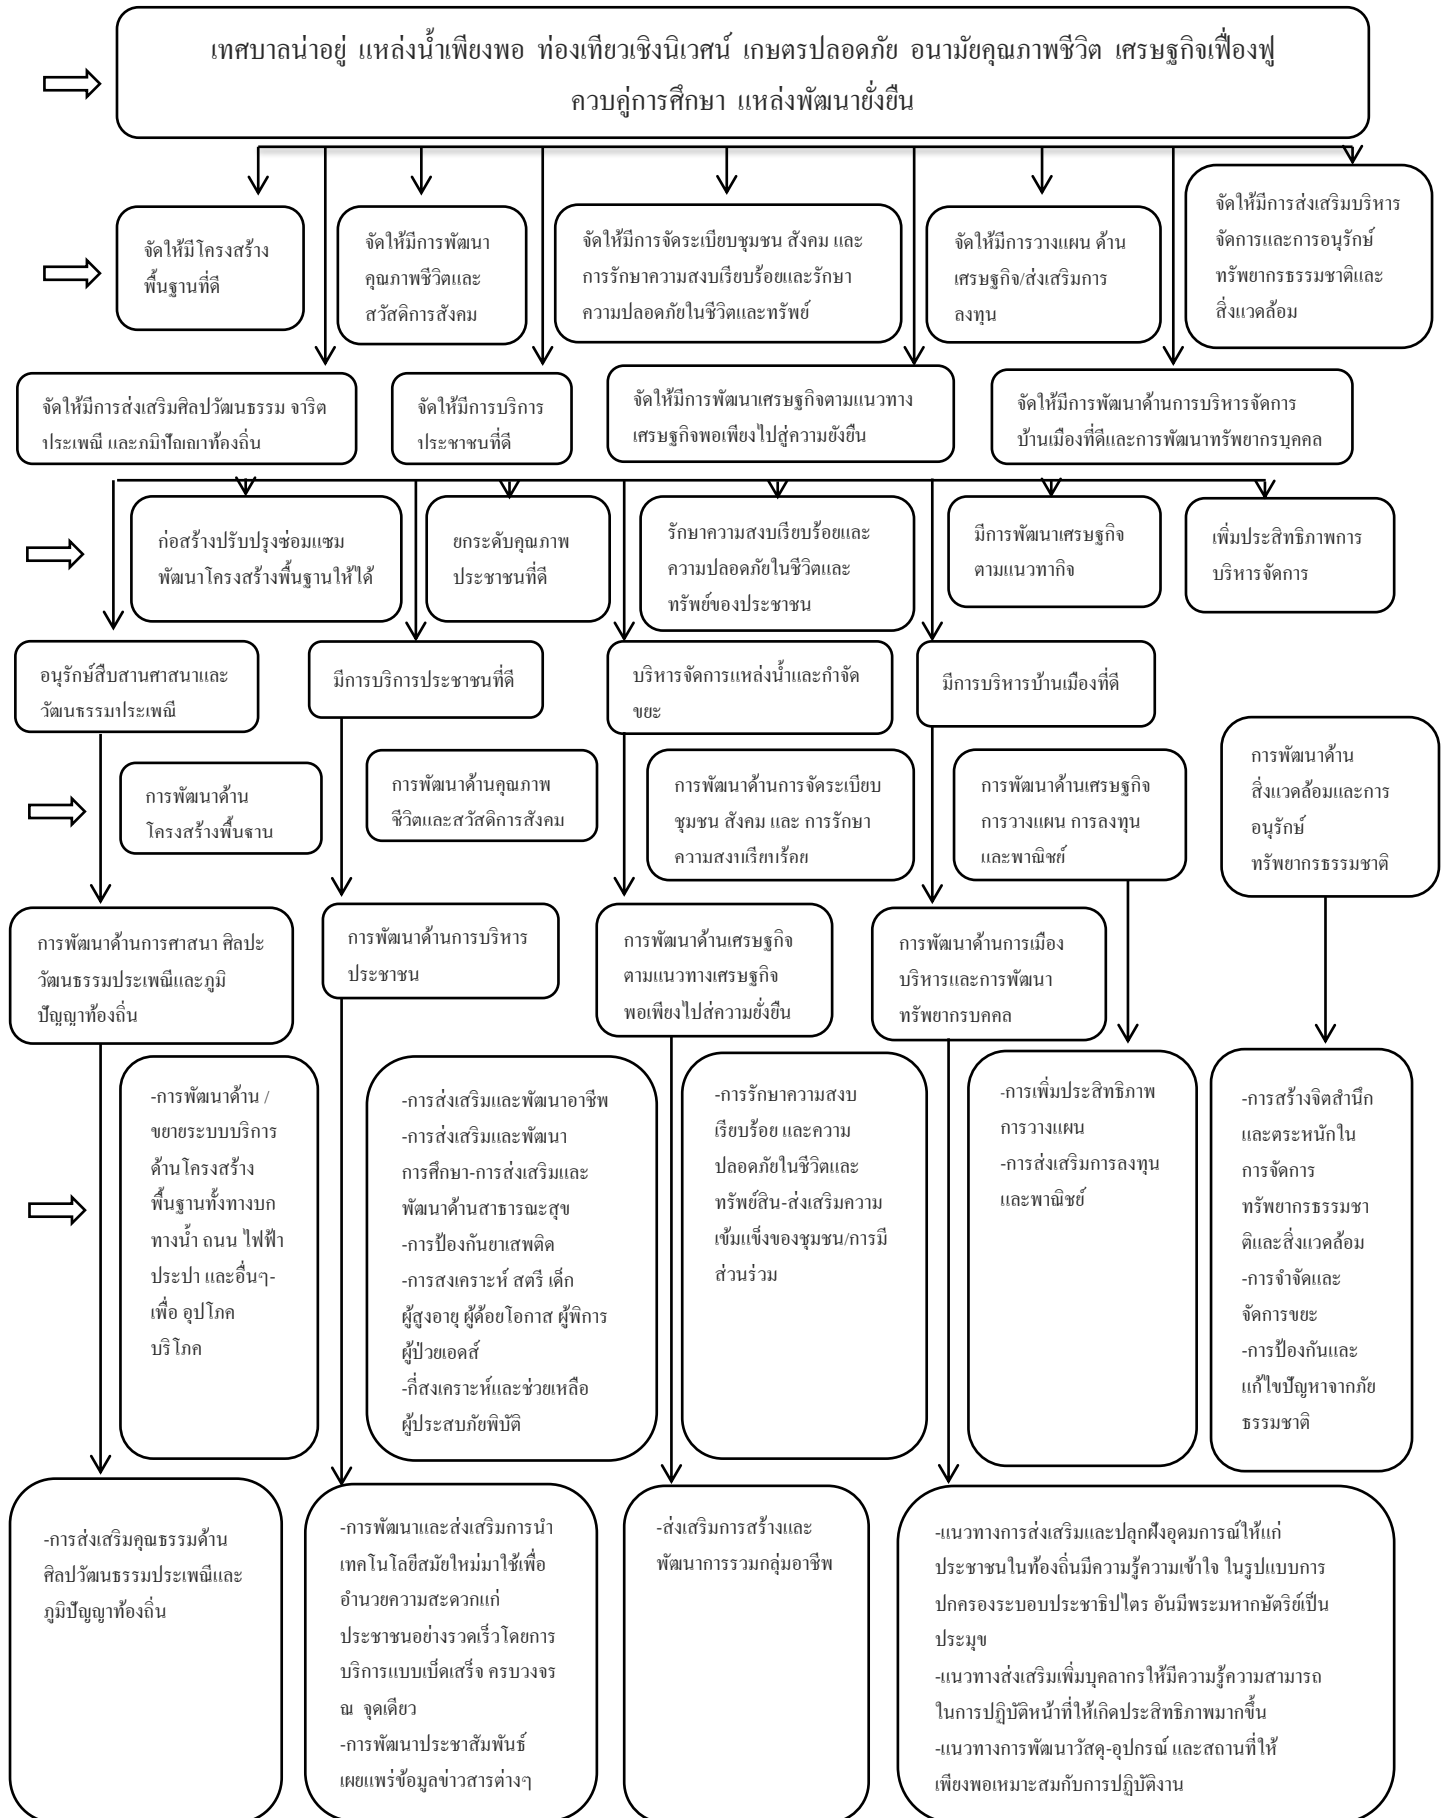 เทศบาลน่าอยู่ แหล่งน้ำเพียงพอ ท่องเที่ยวเชิงนิเวศน์ เกษตรปลอดภัย อนามัยคุณภาพชีวิต เศรษฐกิจเฟื่องฟู
ควบคู่การศึกษา แหล่งพัฒนายั่งยืน
จัดให้มีโครงสร้าง
พื้นฐานที่ดี
จัดให้มีการพัฒนา
คุณภาพชีวิตและ
สวัสดิการสังคม
จัดให้มีการจัดระเบียบชุมชน สังคม และ
การรักษาความสงบเรียบร้อยและรักษา
ความปลอดภัยในชีวิตและทรัพย์
จัดให้มีการวางแผน ด้าน
เศรษฐกิจ/ส่งเสริมการ
ลงทุน
จัดให้มีการส่งเสริมบริหาร
จัดการและการอนุรักษ์
ทรัพยากรธรรมชาติและ
สิ่งแวดล้อม
จัดให้มีการส่งเสริมศิลปวัฒนธรรม จาริต
ประเพณี และภูมิปัญญาท้องถิ่น
จัดให้มีการบริการ
ประชาชนที่ดี
จัดให้มีการพัฒนาเศรษฐกิจตามแนวทาง
เศรษฐกิจพอเพียงไปสู่ความยังยืน
จัดให้มีการพัฒนาด้านการบริหารจัดการ
บ้านเมืองที่ดีและการพัฒนาทรัพยากรบุคคล
ก่อสร้างปรับปรุงซ่อมแซม
พัฒนาโครงสร้างพื้นฐานให้ได้
ยกระดับคุณภาพ
ประชาชนที่ดี
รักษาความสงบเรียบร้อยและ
ความปลอดภัยในชีวิตและ
ทรัพย์ของประชาชน
มีการพัฒนาเศรษฐกิจ
ตามแนวทากิจ
เพิ่มประสิทธิภาพการ
บริหารจัดการ
อนุรักษ์สืบสานศาสนาและ
วัฒนธรรมประเพณี
มีการบริการประชาชนที่ดี
บริหารจัดการแหล่งน้ำและกำจัด
ขยะ
มีการบริหารบ้านเมืองที่ดี
การพัฒนาด้าน
โครงสร้างพื้นฐาน
การพัฒนาด้านคุณภาพ
ชีวิตและสวัสดิการสังคม
การพัฒนาด้านการจัดระเบียบ
ชุมชน สังคม และ การรักษา
ความสงบเรียบร้อย
การพัฒนาด้านเศรษฐกิจ
การวางแผน การลงทุน
และพาณิชย์
การพัฒนาด้าน
สิ่งแวดล้อมและการ
อนุรักษ์
ทรัพยากรธรรมชาติ
การพัฒนาด้านการศาสนา ศิลปะ
วัฒนธรรมประเพณีและภูมิ
ปัญญาท้องถิ่น
การพัฒนาด้านการบริหาร
ประชาชน
การพัฒนาด้านเศรษฐกิจ
ตามแนวทางเศรษฐกิจ
พอเพียงไปสู่ความยั่งยืน
การพัฒนาด้านการเมือง
บริหารและการพัฒนา
ทรัพยากรบุคคล
-การพัฒนาด้าน /
ขยายระบบบริการ
ด้านโครงสร้าง
พื้นฐานทั้งทางบก
ทางน้ำ ถนน ไฟฟ้า
ประปา และอื่นๆ-
เพื่อ อุปโภค
บริโภค
-การส่งเสริมและพัฒนาอาชีพ
-การส่งเสริมและพัฒนา
การศึกษา-การส่งเสริมและ
พัฒนาด้านสาธารณะสุข
-การป้องกันยาเสพติด
-การสงเคราะห์ สตรี เด็ก
ผู้สูงอายุ ผู้ด้อยโอกาส ผู้พิการ
ผู้ป่วยเอดส์
-กี่สงเคราะห์และช่วยเหลือ
ผู้ประสบภัยพิบัติ
-การรักษาความสงบ
เรียบร้อย และความ
ปลอดภัยในชีวิตและ
ทรัพย์สิน-ส่งเสริมความ
เข้มแข็งของชุมชน/การมี
ส่วนร่วม
-การเพิ่มประสิทธิภาพ
การวางแผน
-การส่งเสริมการลงทุน
และพาณิชย์
-การสร้างจิตสำนึก
และตระหนักใน
การจัดการ
ทรัพยากรธรรมชา
ติและสิ่งแวดล้อม
-การจำจัดและ
จัดการขยะ
-การป้องกันและ
แก้ไขปัญหาจากภัย
ธรรมชาติ
-การส่งเสริมคุณธรรมด้าน
ศิลปวัฒนธรรมประเพณีและ
ภูมิปัญญาท้องถิ่น
-การพัฒนาและส่งเสริมการนำ
เทคโนโลยีสมัยใหม่มาใช้เพื่อ
อำนวยความสะดวกแก่
ประชาชนอย่างรวดเร็วโดยการ
บริการแบบเบ็ดเสร็จ ครบวงจร
ณ จุดเดียว
-การพัฒนาประชาสัมพันธ์
เผยแพร่ข้อมูลข่าวสารต่างๆ
-ส่งเสริมการสร้างและ
พัฒนาการรวมกลุ่มอาชีพ
-แนวทางการส่งเสริมและปลุกฝังอุดมการณ์ให้แก่
ประชาชนในท้องถิ่นมีความรู้ความเข้าใจ ในรูปแบบการ
ปกครองระบอบประชาธิปไตร อันมีพระมหากษัตริย์เป็น
ประมุข
-แนวทางส่งเสริมเพิ่มบุคลากรให้มีความรู้ความสามารถ
ในการปฏิบัติหน้าที่ให้เกิดประสิทธิภาพมากขึ้น
-แนวทางการพัฒนาวัสดุ-อุปกรณ์ และสถานที่ให้
เพียงพอเหมาะสมกับการปฏิบัติงาน